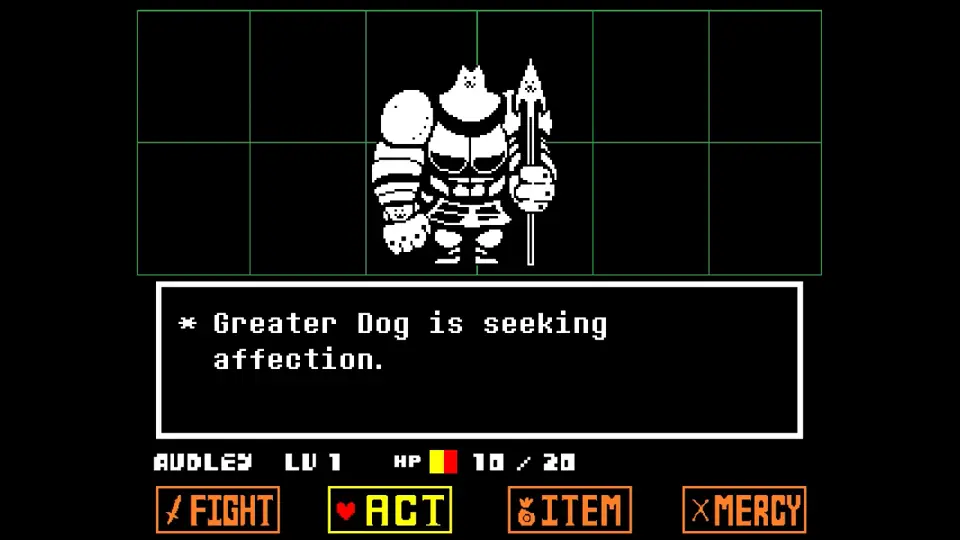 * Greater Dog is seeking
affection.
AUDLEY LV 1 HP 10 / 20
FIGHT ACT ITEM MERCY